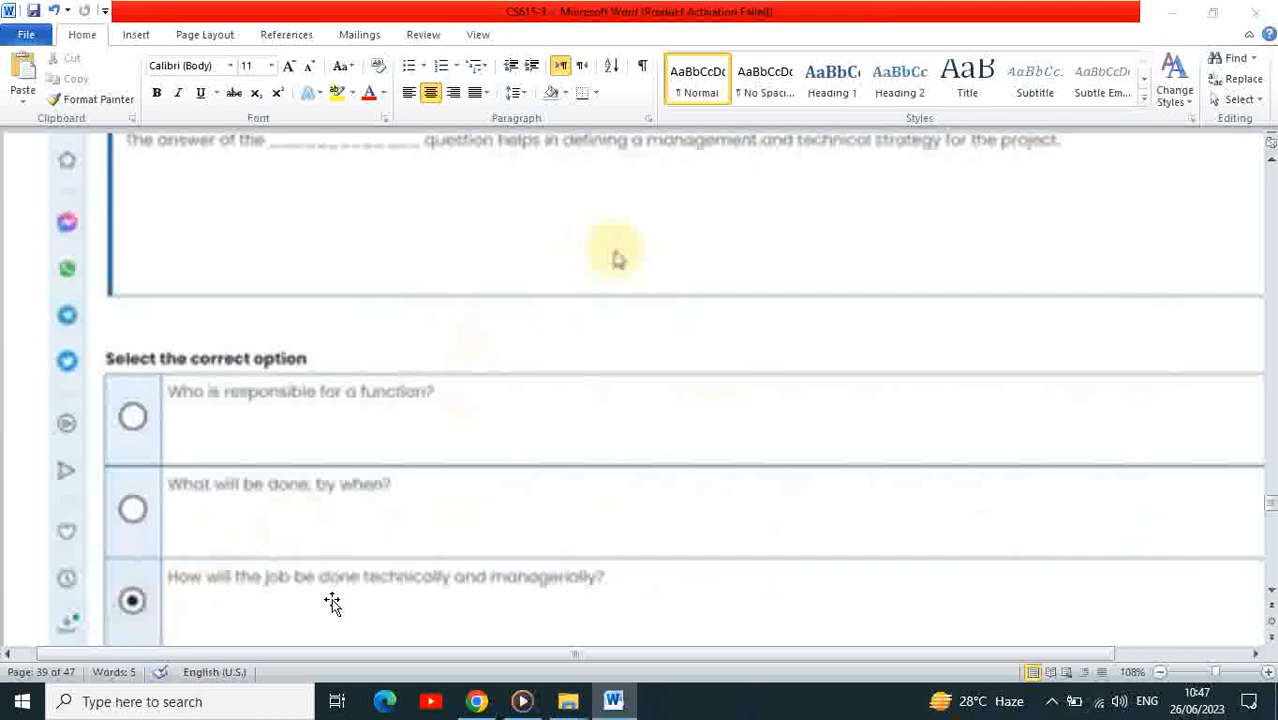 CS615-3 - Microsoft Word (Product Activation Failed)
File Home Insert Page Layout References Mailings Review View
Paste
Cut
Copy
Format Painter
Clipboard
Calibri (Body) 11
Font
Paragraph
AaBbCcDc AaBbCcDc AaBbC AaBbCc AaB AaBbCc. AaBbCcDc
¶ Normal ¶ No Spaci... Heading 1 Heading 2 Title Subtitle Subtle Em...
Styles
Change Styles
Find
Replace
Select
Editing
The answer of the ______________ question helps in defining a management and technical strategy for the project.
Select the correct option
Who is responsible for a function?
What will be done, by when?
How will the job be done technically and managerially?
Page: 39 of 47 Words: 5 English (U.S.) 108%
Type here to search
28°C Haze ENG
10:47
26/06/2023